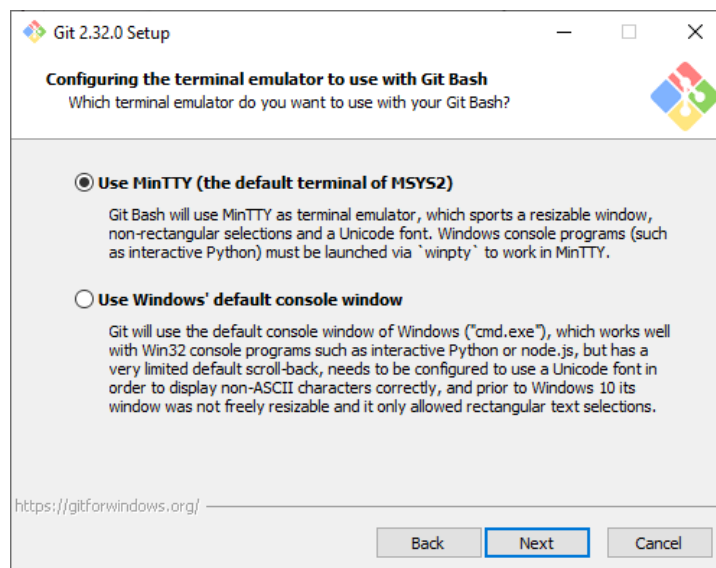 Git 2.32.0 Setup
Configuring the terminal emulator to use with Git Bash
Which terminal emulator do you want to use with your Git Bash?
Use MinTTY (the default terminal of MSYS2)
Git Bash will use MinTTY as terminal emulator, which sports a resizable window,
non-rectangular selections and a Unicode font. Windows console programs (such
as interactive Python) must be launched via `winpty` to work in MinTTY.
Use Windows' default console window
Git will use the default console window of Windows ("cmd.exe"), which works well
with Win32 console programs such as interactive Python or node.js, but has a
very limited default scroll-back, needs to be configured to use a Unicode font in
order to display non-ASCII characters correctly, and prior to Windows 10 its
window was not freely resizable and it only allowed rectangular text selections.
https://gitforwindows.org/
Back Next Cancel